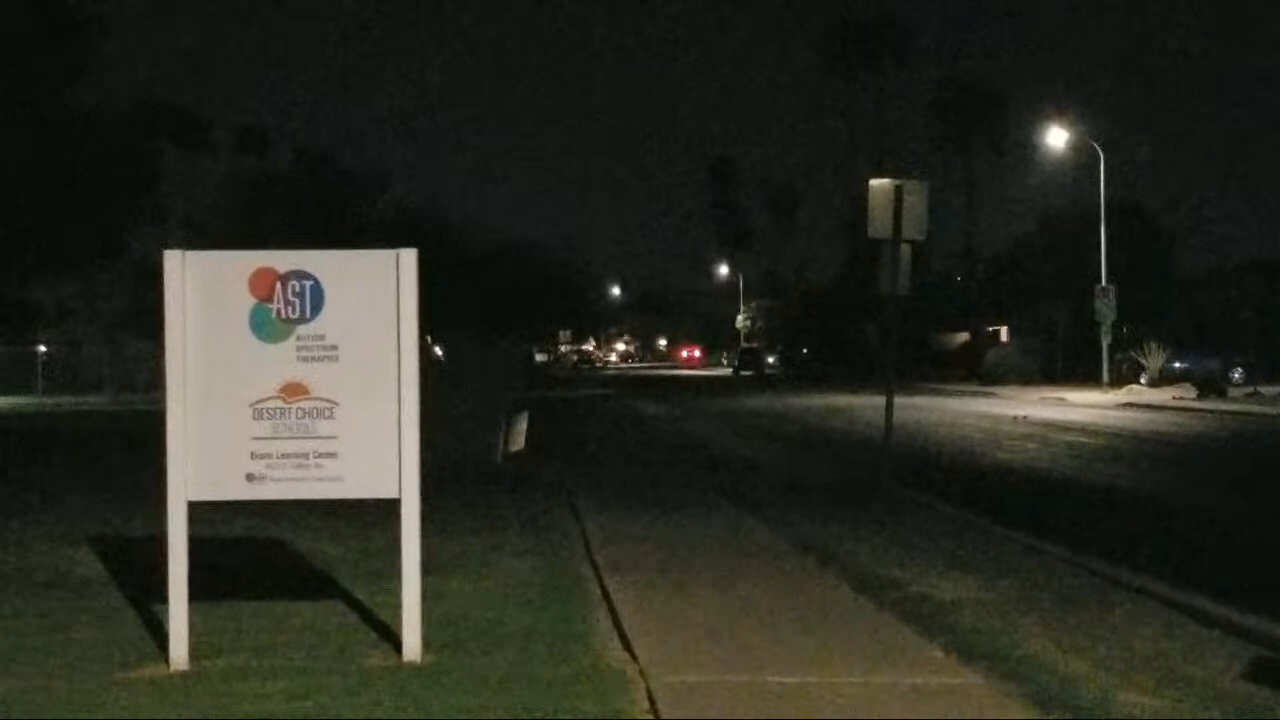 AST
AUTISM
SPECTRUM
THERAPIES
DESERT CHOICE
SCHOOLS
Evans Learning Center